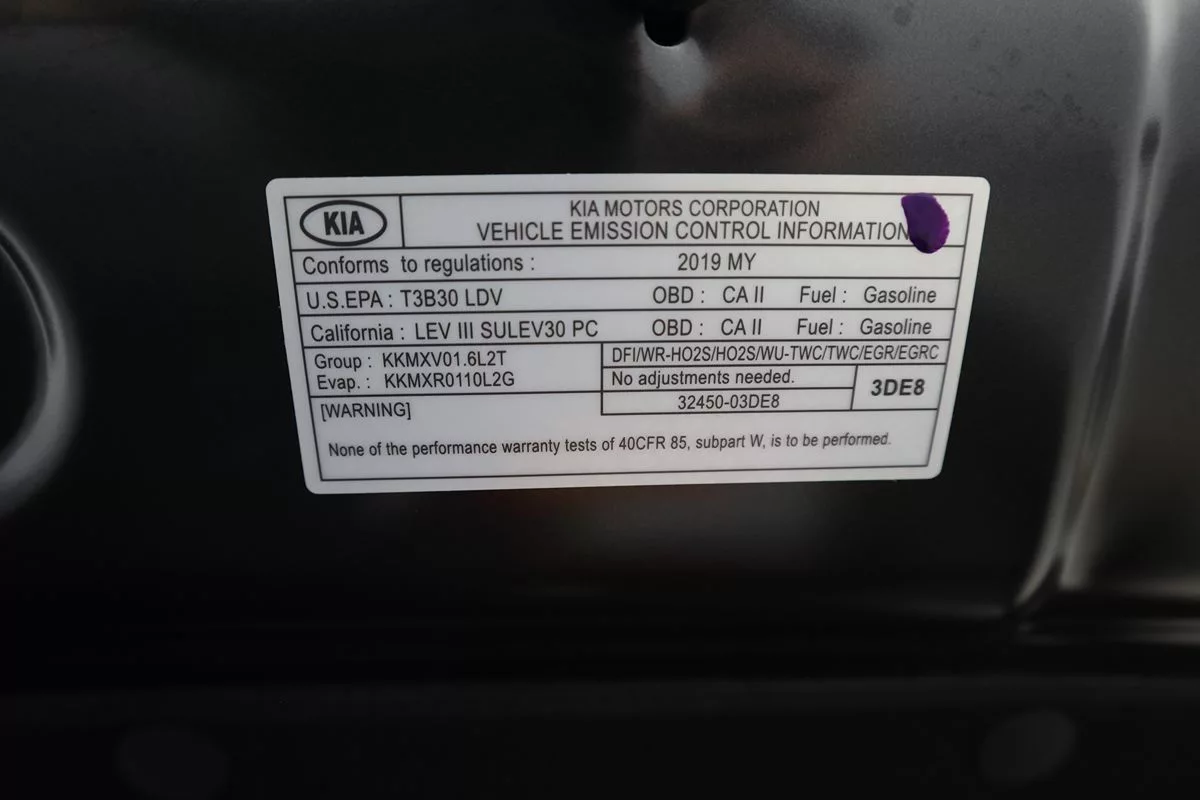 KIA
KIA MOTORS CORPORATION
VEHICLE EMISSION CONTROL INFORMATION
Conforms to regulations : 2019 MY
U.S.EPA : T3B30 LDV OBD : CA II Fuel : Gasoline
California : LEV III SULEV30 PC OBD : CA II Fuel : Gasoline
Group : KKMXV01.6L2T
Evap. : KKMXR0110L2G
DFI/WR-HO2S/HO2S/WU-TWC/TWC/EGR/EGRC
No adjustments needed.
32450-03DE8
3DE8
[WARNING]
None of the performance warranty tests of 40CFR 85, subpart W, is to be performed.